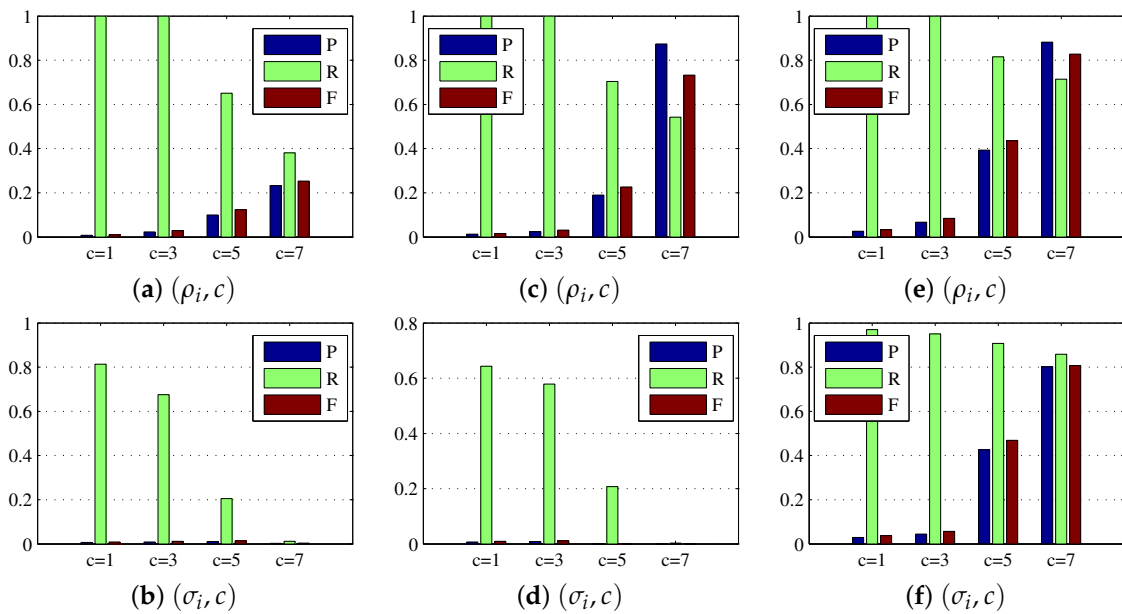 1
0.8
0.6
0.4
0.2
0
P
R
F
c=1 c=3 c=5 c=7
(a) (ρi, c)
1
0.8
0.6
0.4
0.2
0
P
R
F
c=1 c=3 c=5 c=7
(c) (ρi, c)
1
0.8
0.6
0.4
0.2
0
P
R
F
c=1 c=3 c=5 c=7
(e) (ρi, c)
1
0.8
0.6
0.4
0.2
0
P
R
F
c=1 c=3 c=5 c=7
(b) (σi, c)
0.8
0.6
0.4
0.2
0
P
R
F
c=1 c=3 c=5 c=7
(d) (σi, c)
1
0.8
0.6
0.4
0.2
0
P
R
F
c=1 c=3 c=5 c=7
(f) (σi, c)